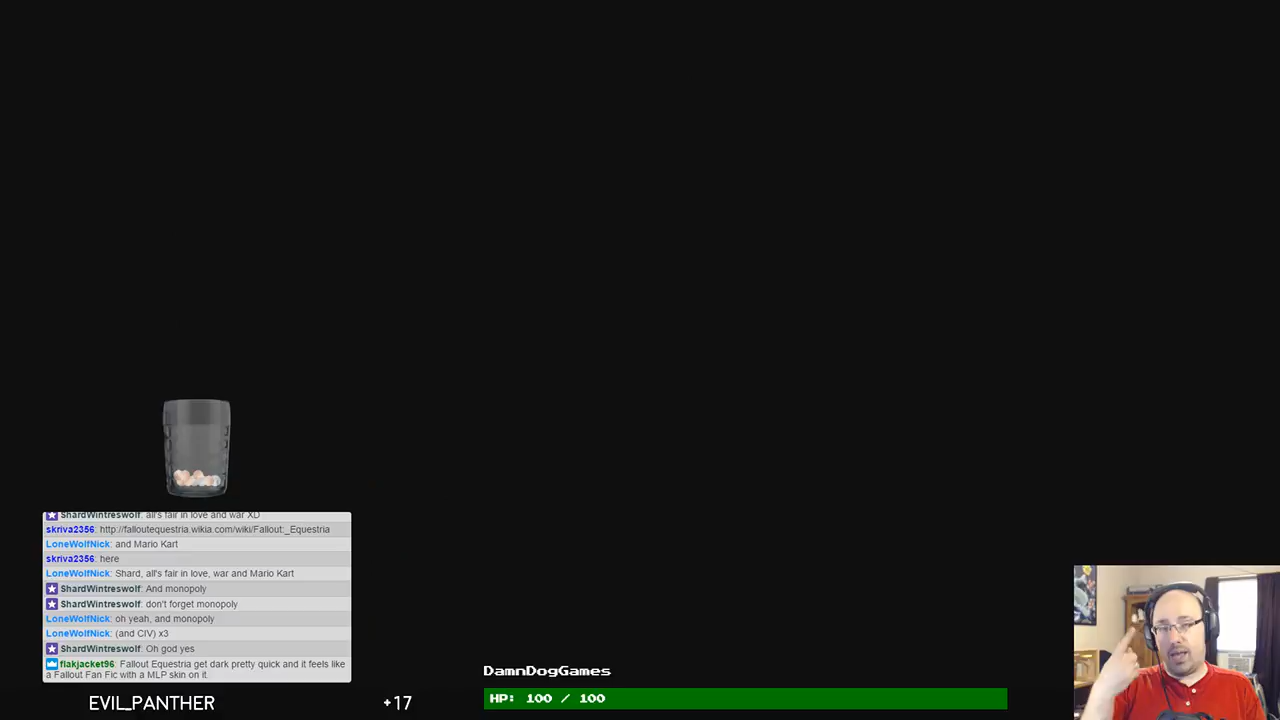 ShardWintreswolf: all's fair in love and war XD
skriva2356: http://falloutequestria.wikia.com/wiki/Fallout:_Equestria
LoneWolfNick: and Mario Kart
skriva2356: here
LoneWolfNick: Shard, all's fair in love, war and Mario Kart
ShardWintreswolf: And monopoly
ShardWintreswolf: don't forget monopoly
LoneWolfNick: oh yeah, and monopoly
LoneWolfNick: (and CIV) x3
ShardWintreswolf: Oh god yes
flakjacket96: Fallout Equestria get dark pretty quick and it feels like
a Fallout Fan Fic with a MLP skin on it.
EVIL_PANTHER +17
DamnDogGames
HP: 100 / 100